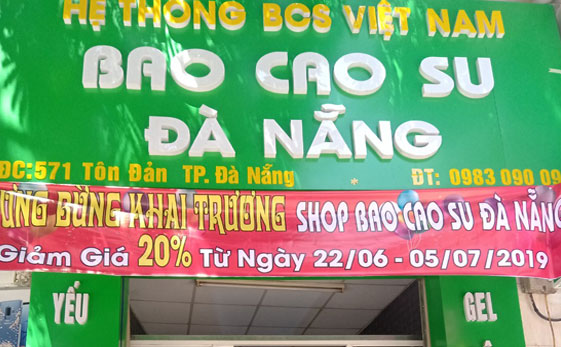 HỆ THỐNG BCS VIỆT NAM
BAO CAO SU
ĐÀ NẴNG
ĐC:571 Tôn Đản TP. Đà Nẵng ĐT: 0983 090 09
ỪNG BỪNG KHAI TRƯƠNG SHOP BAO CAO SU ĐÀ NẴNG
Giảm Giá 20% Từ Ngày 22/06 - 05/07/2019
YẾU
GEL